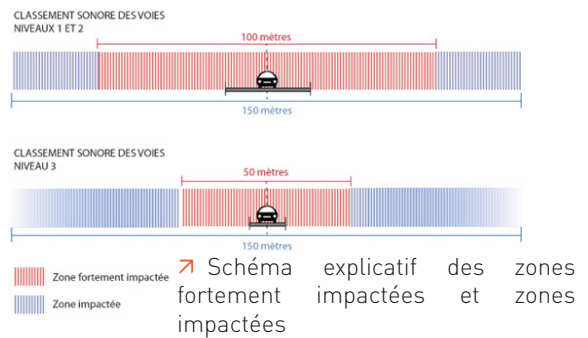 CLASSEMENT SONORE DES VOIES
NIVEAUX 1 ET 2
100 mètres
150 mètres
CLASSEMENT SONORE DES VOIES
NIVEAU 3
50 mètres
150 mètres
Zone fortement impactée
Zone impactée
↗ Schéma explicatif des zones
fortement impactées et zones
impactées